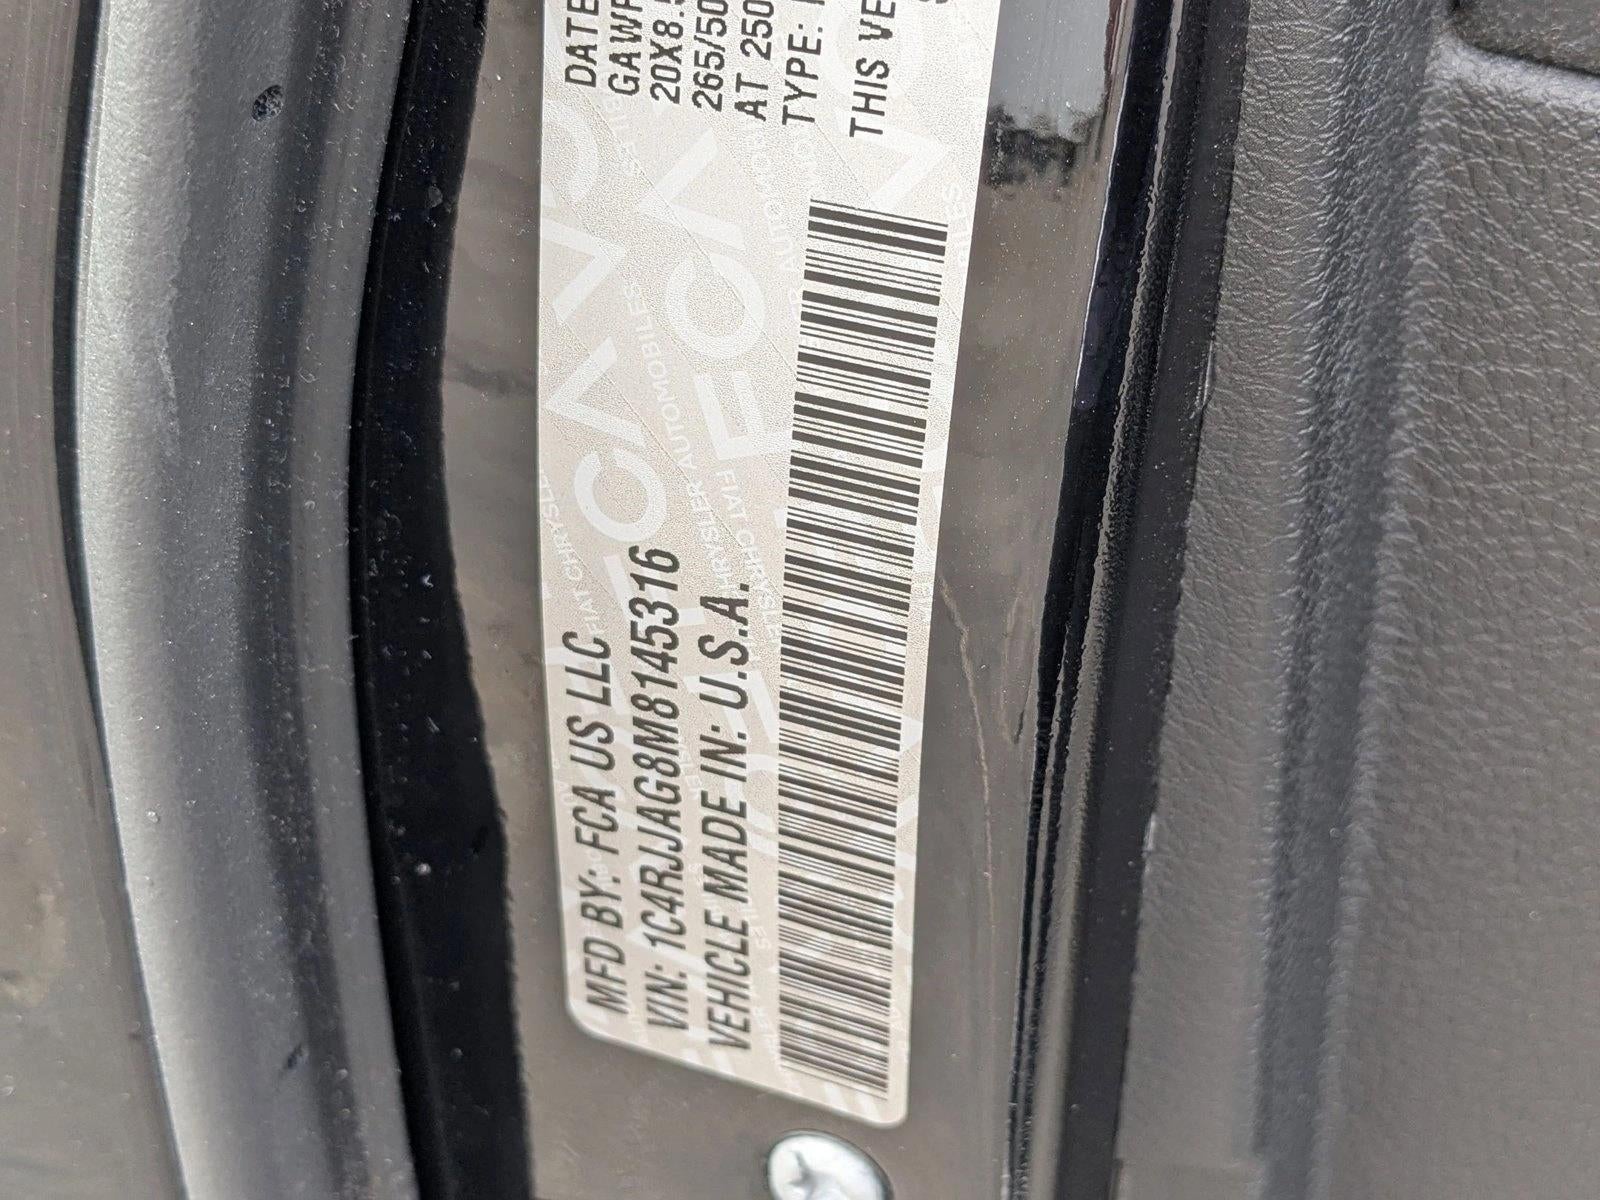 MFD BY: FCA US LLC
DATE
VIN: 1C4RJJAG8M8145316
GAWR
20X8.5
VEHICLE MADE IN: U.S.A.
265/50
AT 250
TYPE:
THIS VE